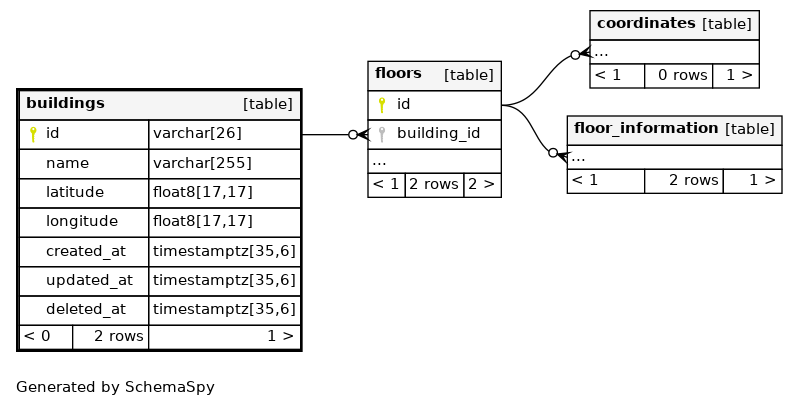 buildings [table]
id varchar[26]
name varchar[255]
latitude float8[17,17]
longitude float8[17,17]
created_at timestamptz[35,6]
updated_at timestamptz[35,6]
deleted_at timestamptz[35,6]
< 0 2 rows 1 >
floors [table]
id
building_id
...
< 1 2 rows 2 >
coordinates [table]
...
< 1 0 rows 1 >
floor_information [table]
...
< 1 2 rows 1 >
Generated by SchemaSpy